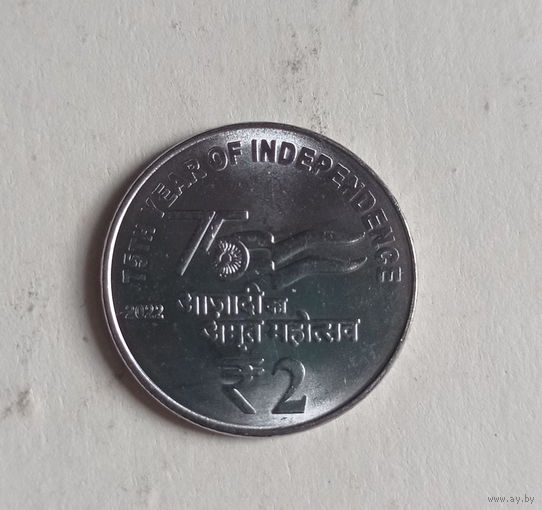 75TH YEAR OF INDEPENDENCE
75
2022
आज़ादी का
अमृत महोत्सव
₹ 2
www.ay.by